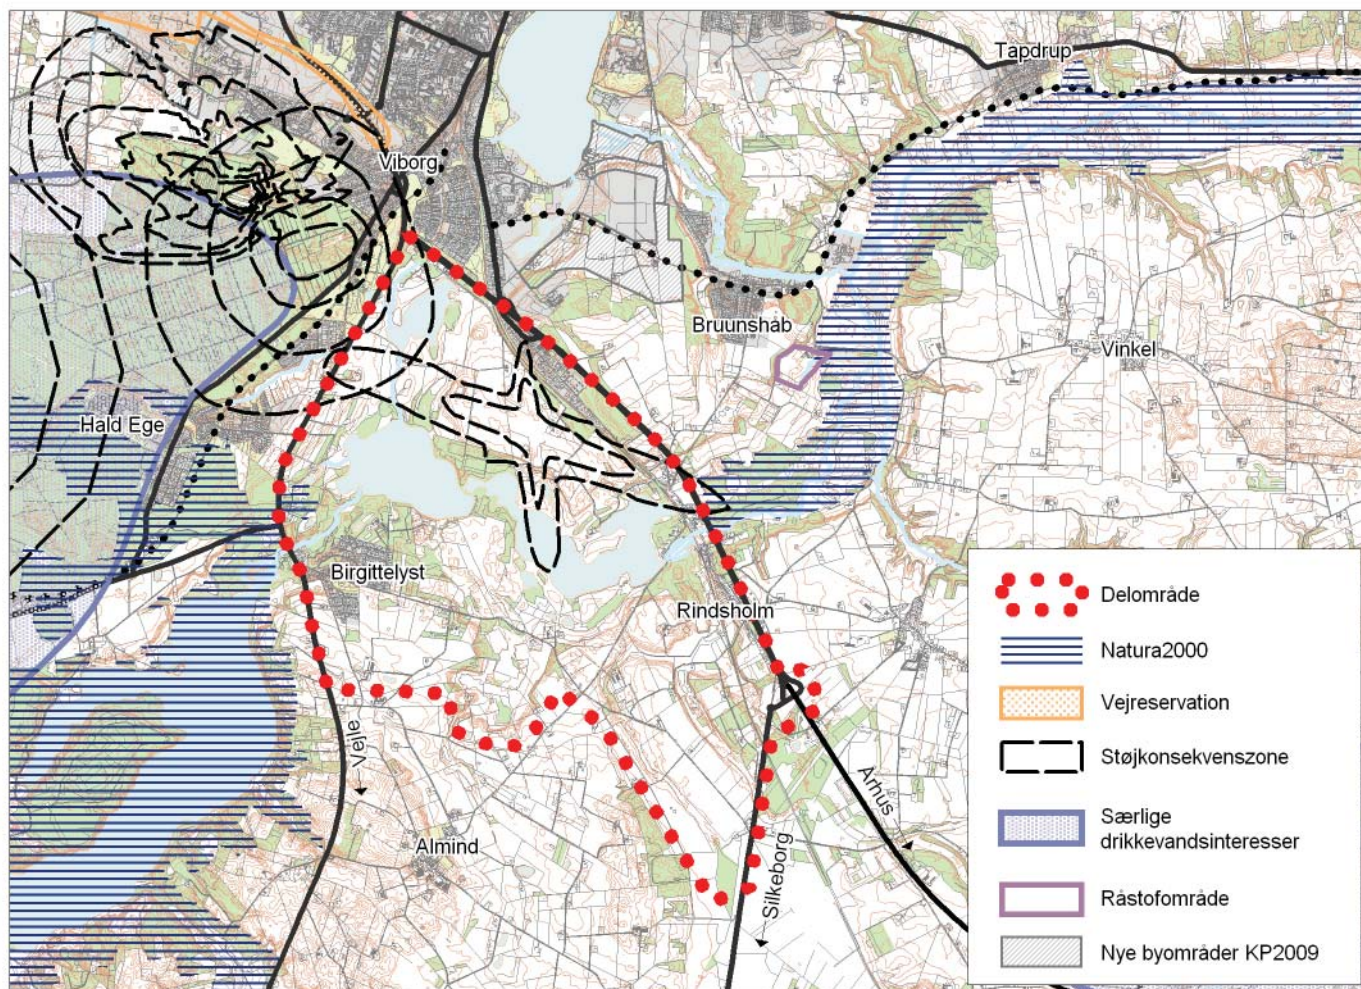 Tapdrup
Viborg
Bruunshåb
Vinkel
Hald Ege
Birgittelyst
Rindsholm
Vejle
Århus
Almind
Silkeborg
Delområde
Natura2000
Vejreservation
Støjkonsekvenszone
Særlige
drikkevandsinteresser
Råstofområde
Nye byområder KP2009